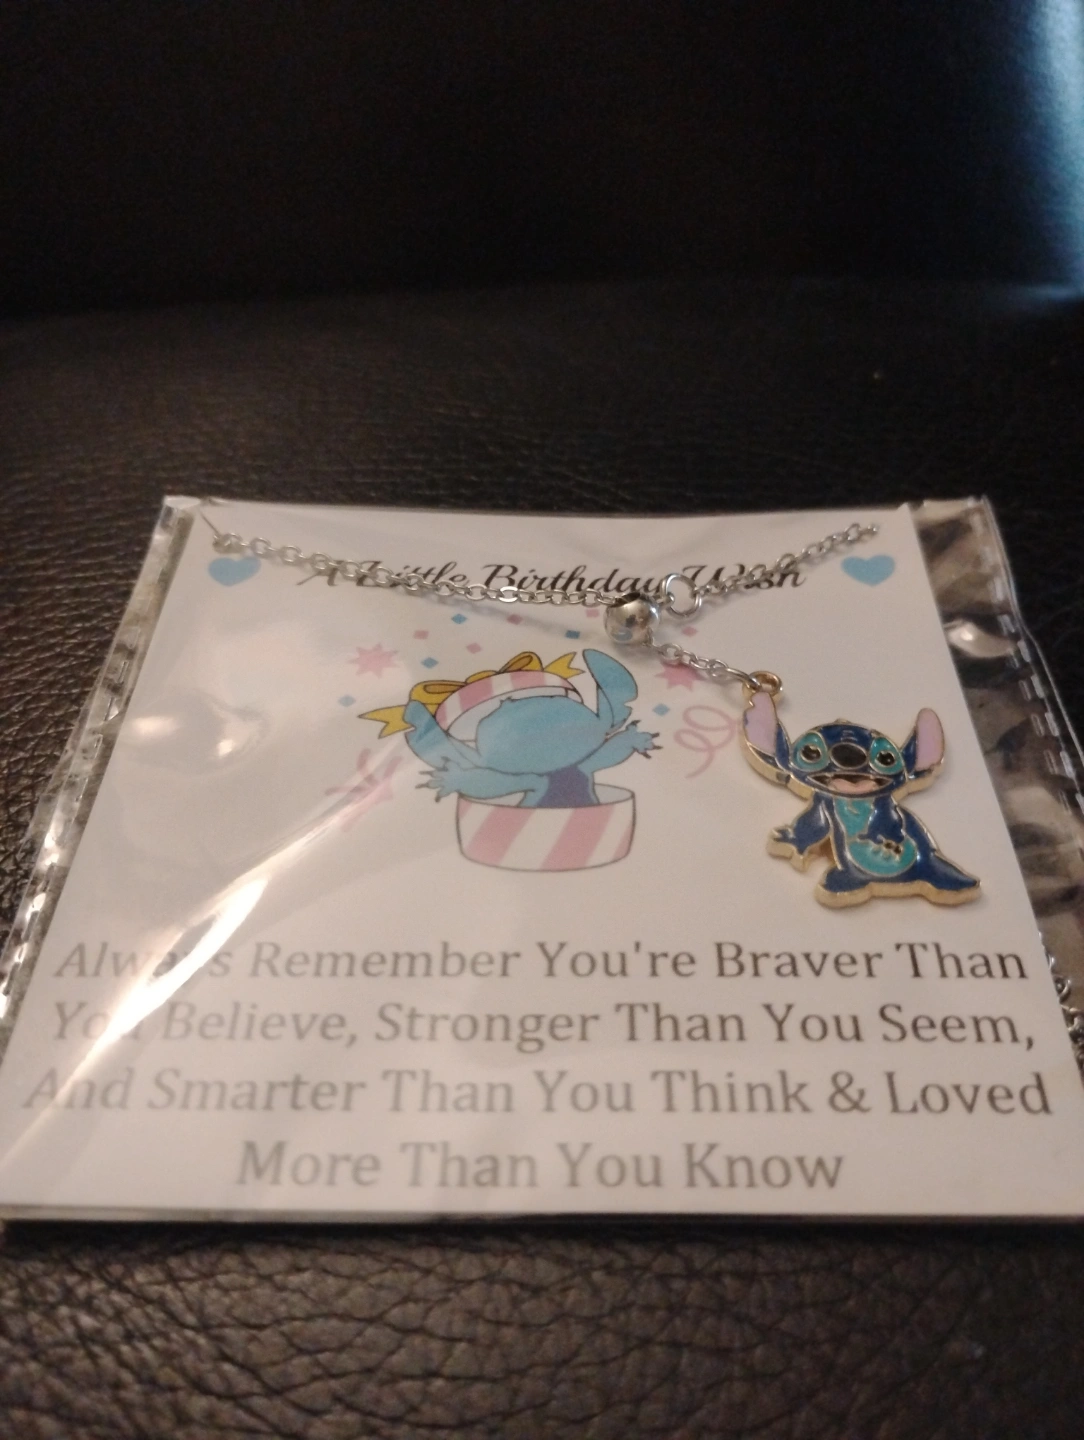 A Little Birthday Wish
Always Remember You're Braver Than
You Believe, Stronger Than You Seem,
And Smarter Than You Think & Loved
More Than You Know